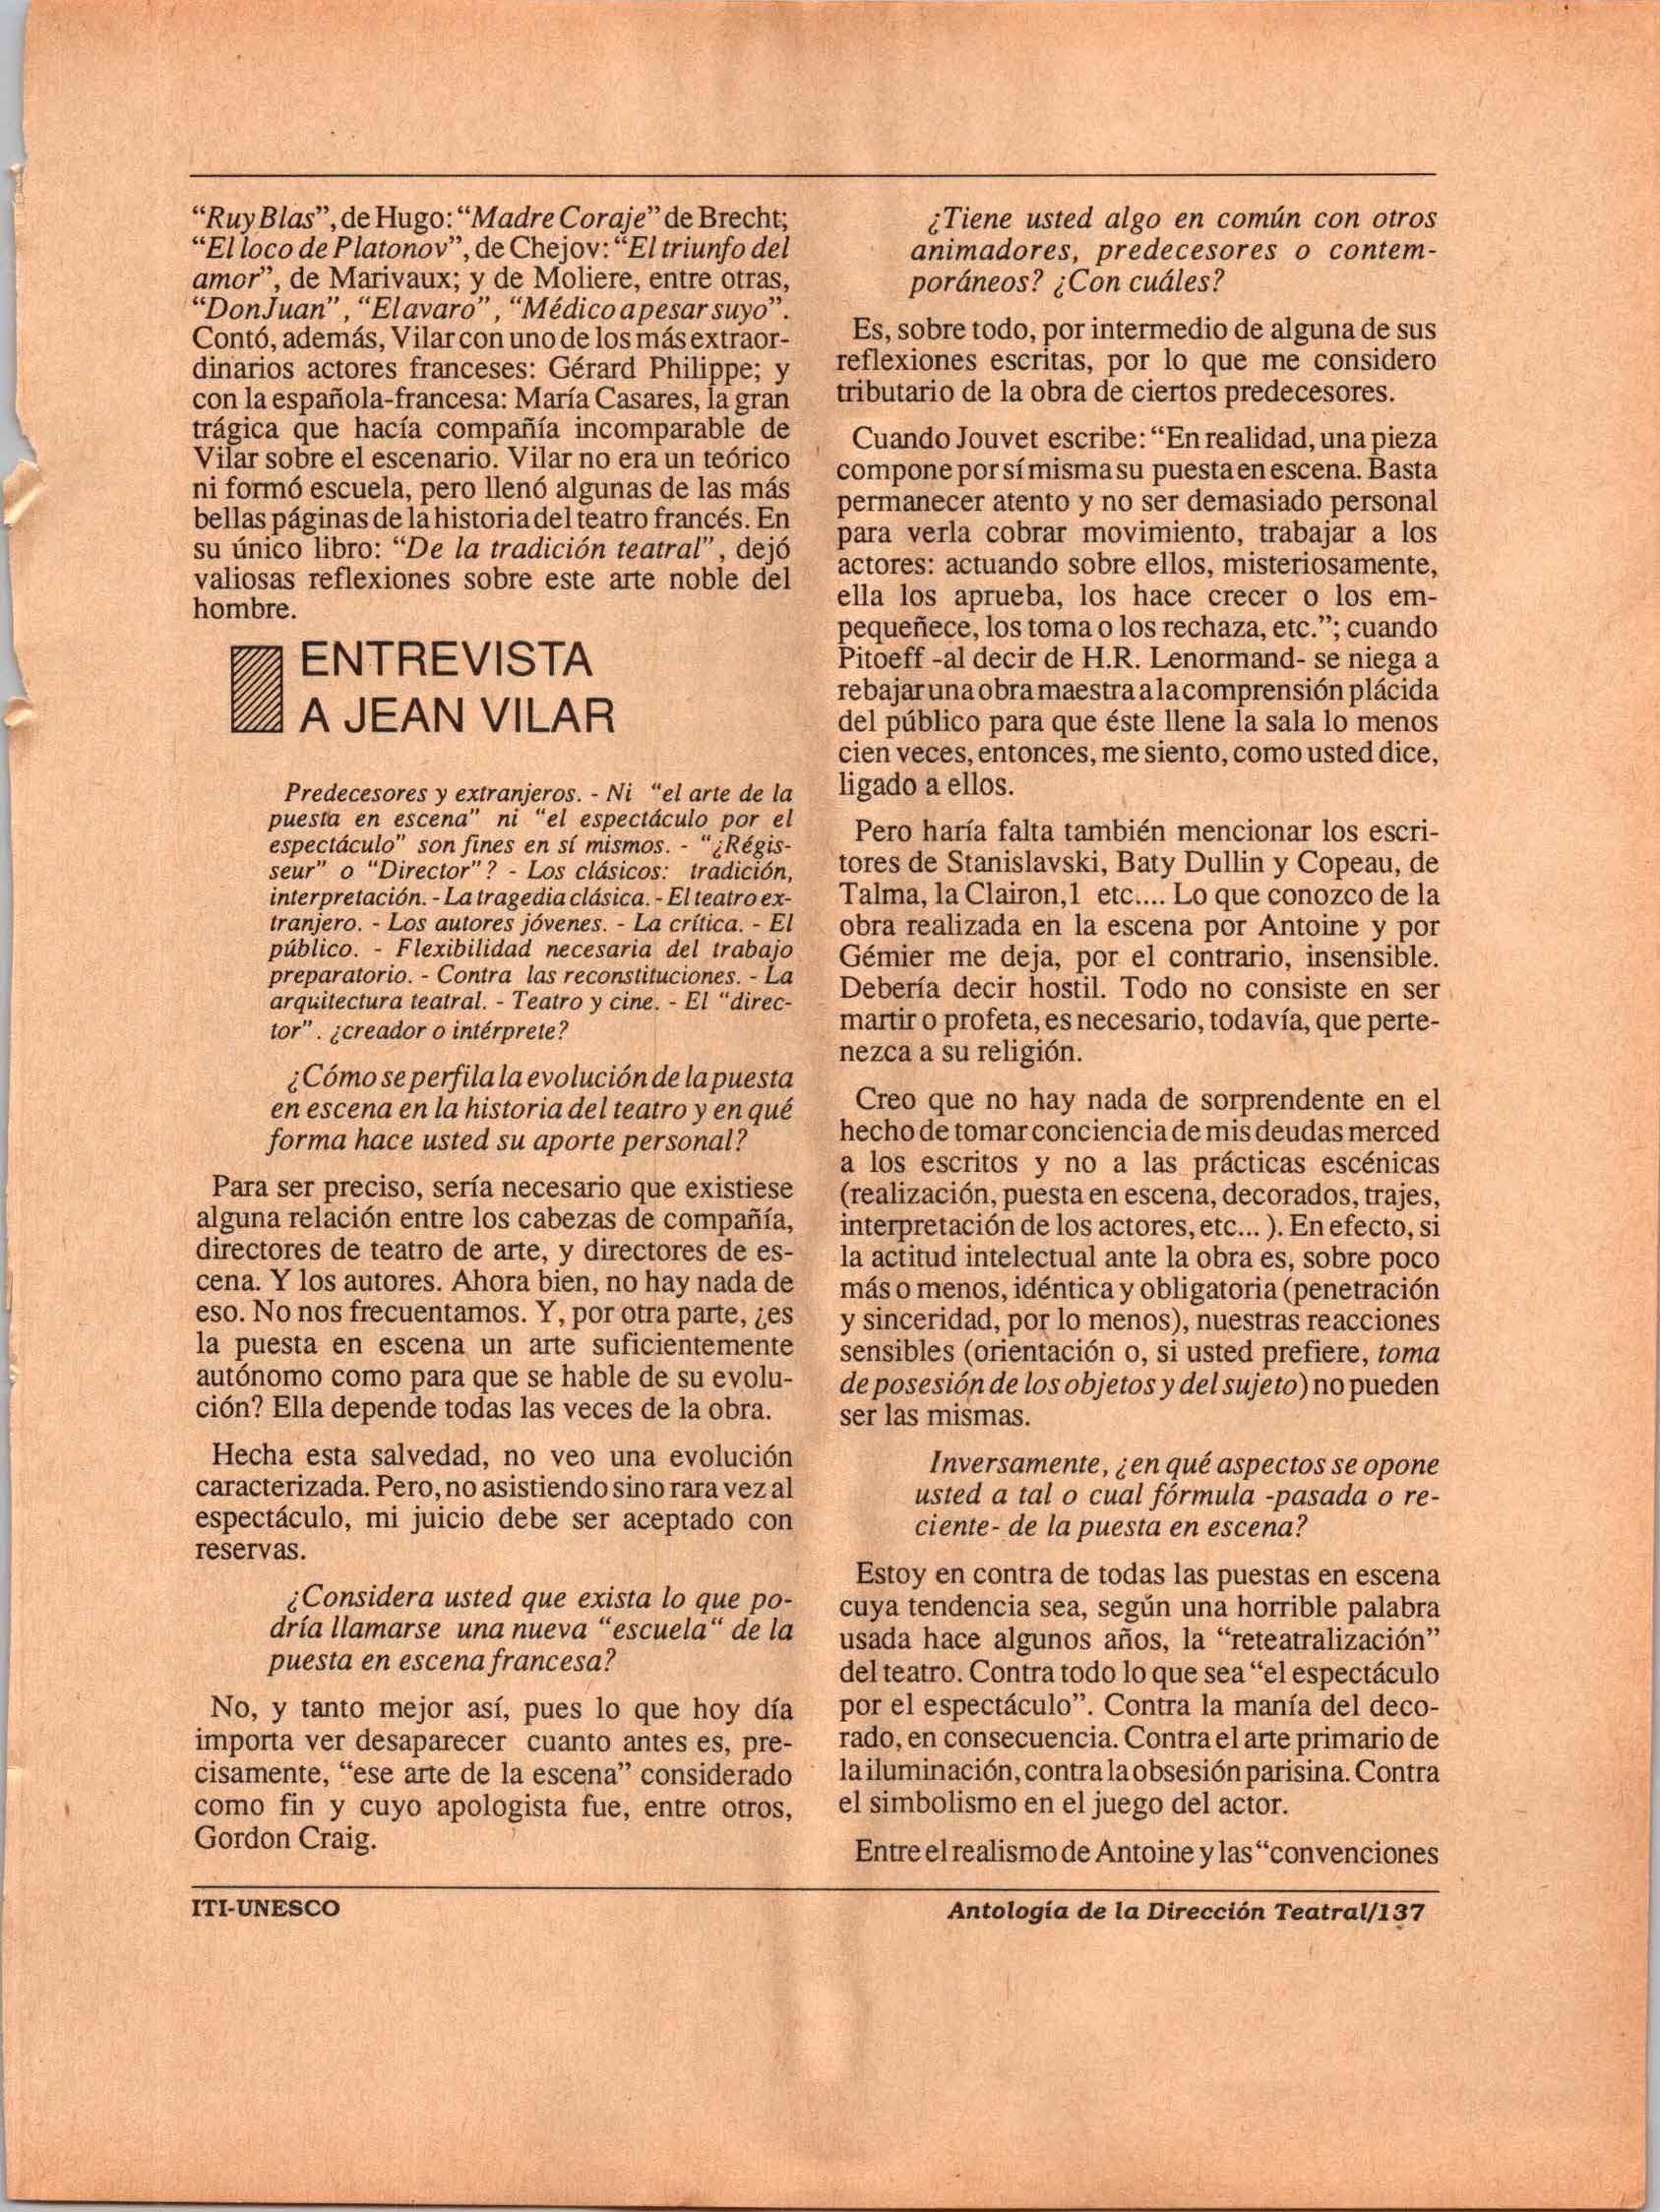 “Ruy Blas”, de Hugo: “Madre Coraje” de Brecht;
“El loco de Platonov”, de Chejov: “El triunfo del
amor”, de Marivaux; y de Moliere, entre otras,
“Don Juan”, “El avaro”, “Médico a pesar suyo”.
Contó, además, Vilar con uno de los más extraor-
dinarios actores franceses: Gérard Philippe; y
con la española-francesa: María Casares, la gran
trágica que hacía compañía incomparable de
Vilar sobre el escenario. Vilar no era un teórico
ni formó escuela, pero llenó algunas de las más
bellas páginas de la historia del teatro francés. En
su único libro: “De la tradición teatral”, dejó
valiosas reflexiones sobre este arte noble del
hombre.
ENTREVISTA
A JEAN VILAR
Predecesores y extranjeros. - Ni “el arte de la
puesta en escena” ni “el espectáculo por el
espectáculo” son fines en sí mismos. - “¿Régis-
seur” o “Director”? - Los clásicos: tradición,
interpretación. - La tragedia clásica. - El teatro ex-
tranjero. - Los autores jóvenes. - La crítica. - El
público. - Flexibilidad necesaria del trabajo
preparatorio. - Contra las reconstituciones. - La
arquitectura teatral. - Teatro y cine. - El “direc-
tor”. ¿creador o intérprete?
¿Cómo se perfila la evolución de la puesta
en escena en la historia del teatro y en qué
forma hace usted su aporte personal?
Para ser preciso, sería necesario que existiese
alguna relación entre los cabezas de compañía,
directores de teatro de arte, y directores de es-
cena. Y los autores. Ahora bien, no hay nada de
eso. No nos frecuentamos. Y, por otra parte, ¿es
la puesta en escena un arte suficientemente
autónomo como para que se hable de su evolu-
ción? Ella depende todas las veces de la obra.
Hecha esta salvedad, no veo una evolución
caracterizada. Pero, no asistiendo sino rara vez al
espectáculo, mi juicio debe ser aceptado con
reservas.
¿Considera usted que exista lo que po-
dría llamarse una nueva “escuela“ de la
puesta en escena francesa?
No, y tanto mejor así, pues lo que hoy día
importa ver desaparecer cuanto antes es, pre-
cisamente, “ese arte de la escena” considerado
como fin y cuyo apologista fue, entre otros,
Gordon Craig.
¿Tiene usted algo en común con otros
animadores, predecesores o contem-
poráneos? ¿Con cuáles?
Es, sobre todo, por intermedio de alguna de sus
reflexiones escritas, por lo que me considero
tributario de la obra de ciertos predecesores.
Cuando Jouvet escribe: “En realidad, una pieza
compone por sí misma su puesta en escena. Basta
permanecer atento y no ser demasiado personal
para verla cobrar movimiento, trabajar a los
actores: actuando sobre ellos, misteriosamente,
ella los aprueba, los hace crecer o los em-
pequeñece, los toma o los rechaza, etc.”; cuando
Pitoeff -al decir de H.R. Lenormand- se niega a
rebajar una obra maestra a la comprensión plácida
del público para que éste llene la sala lo menos
cien veces, entonces, me siento, como usted dice,
ligado a ellos.
Pero haría falta también mencionar los escri-
tores de Stanislavski, Baty Dullin y Copeau, de
Talma, la Clairon,1 etc.... Lo que conozco de la
obra realizada en la escena por Antoine y por
Gémier me deja, por el contrario, insensible.
Debería decir hostil. Todo no consiste en ser
martir o profeta, es necesario, todavía, que perte-
nezca a su religión.
Creo que no hay nada de sorprendente en el
hecho de tomar conciencia de mis deudas merced
a los escritos y no a las prácticas escénicas
(realización, puesta en escena, decorados, trajes,
interpretación de los actores, etc... ). En efecto, si
la actitud intelectual ante la obra es, sobre poco
más o menos, idéntica y obligatoria (penetración
y sinceridad, por lo menos), nuestras reacciones
sensibles (orientación o, si usted prefiere, toma
de posesión de los objetos y del sujeto) no pueden
ser las mismas.
Inversamente, ¿en qué aspectos se opone
usted a tal o cual fórmula -pasada o re-
ciente- de la puesta en escena?
Estoy en contra de todas las puestas en escena
cuya tendencia sea, según una horrible palabra
usada hace algunos años, la “reteatralización”
del teatro. Contra todo lo que sea “el espectáculo
por el espectáculo”. Contra la manía del deco-
rado, en consecuencia. Contra el arte primario de
la iluminación, contra la obsesión parisina. Contra
el simbolismo en el juego del actor.
Entre el realismo de Antoine y las “convenciones
ITI-UNESCO
Antología de la Dirección Teatral/137